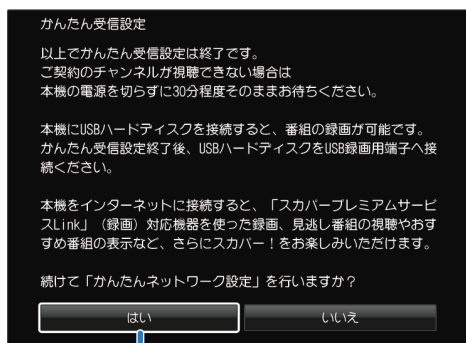 かんたん受信設定
以上でかんたん受信設定は終了です。
ご契約のチャンネルが視聴できない場合は
本機の電源を切らずに30分程度そのままお待ちください。
本機にUSBハードディスクを接続すると、番組の録画が可能です。
かんたん受信設定終了後、USBハードディスクをUSB録画用端子へ接
続ください。
本機をインターネットに接続すると、「スカパープレミアムサービ
スLink」（録画）対応機器を使った録画、見逃し番組の視聴やおす
すめ番組の表示など、さらにスカパー！をお楽しみいただけます。
続けて「かんたんネットワーク設定」を行いますか？
はい
いいえ